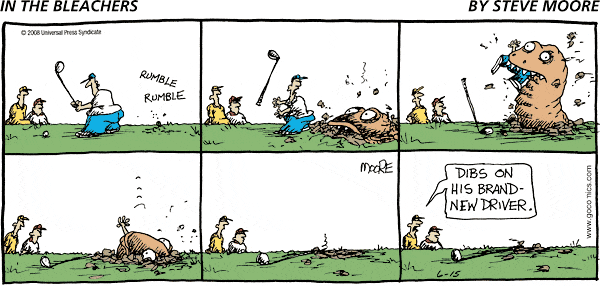 IN THE BLEACHERS
BY STEVE MOORE
© 2008 Universal Press Syndicate
RUMBLE
RUMBLE
MOORE
DIBS ON
HIS BRAND-
NEW DRIVER.
6-15
www.gocomics.com